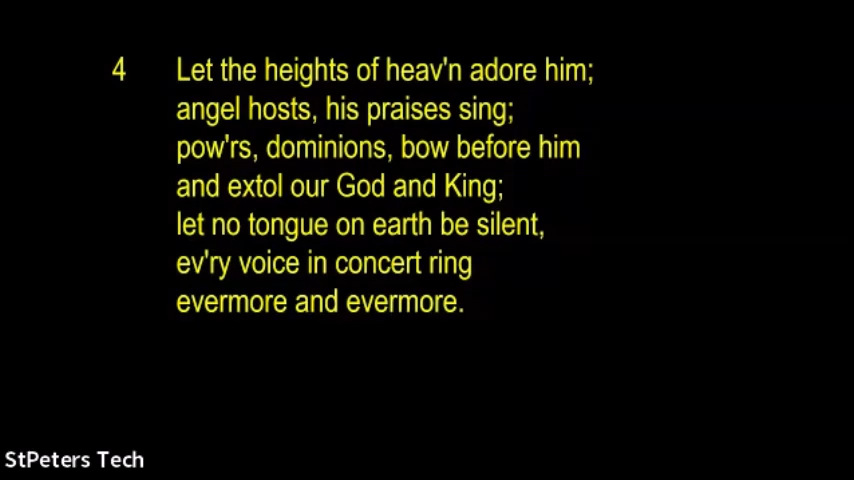 4 Let the heights of heav'n adore him;
angel hosts, his praises sing;
pow'rs, dominions, bow before him
and extol our God and King;
let no tongue on earth be silent,
ev'ry voice in concert ring
evermore and evermore.
StPeters Tech